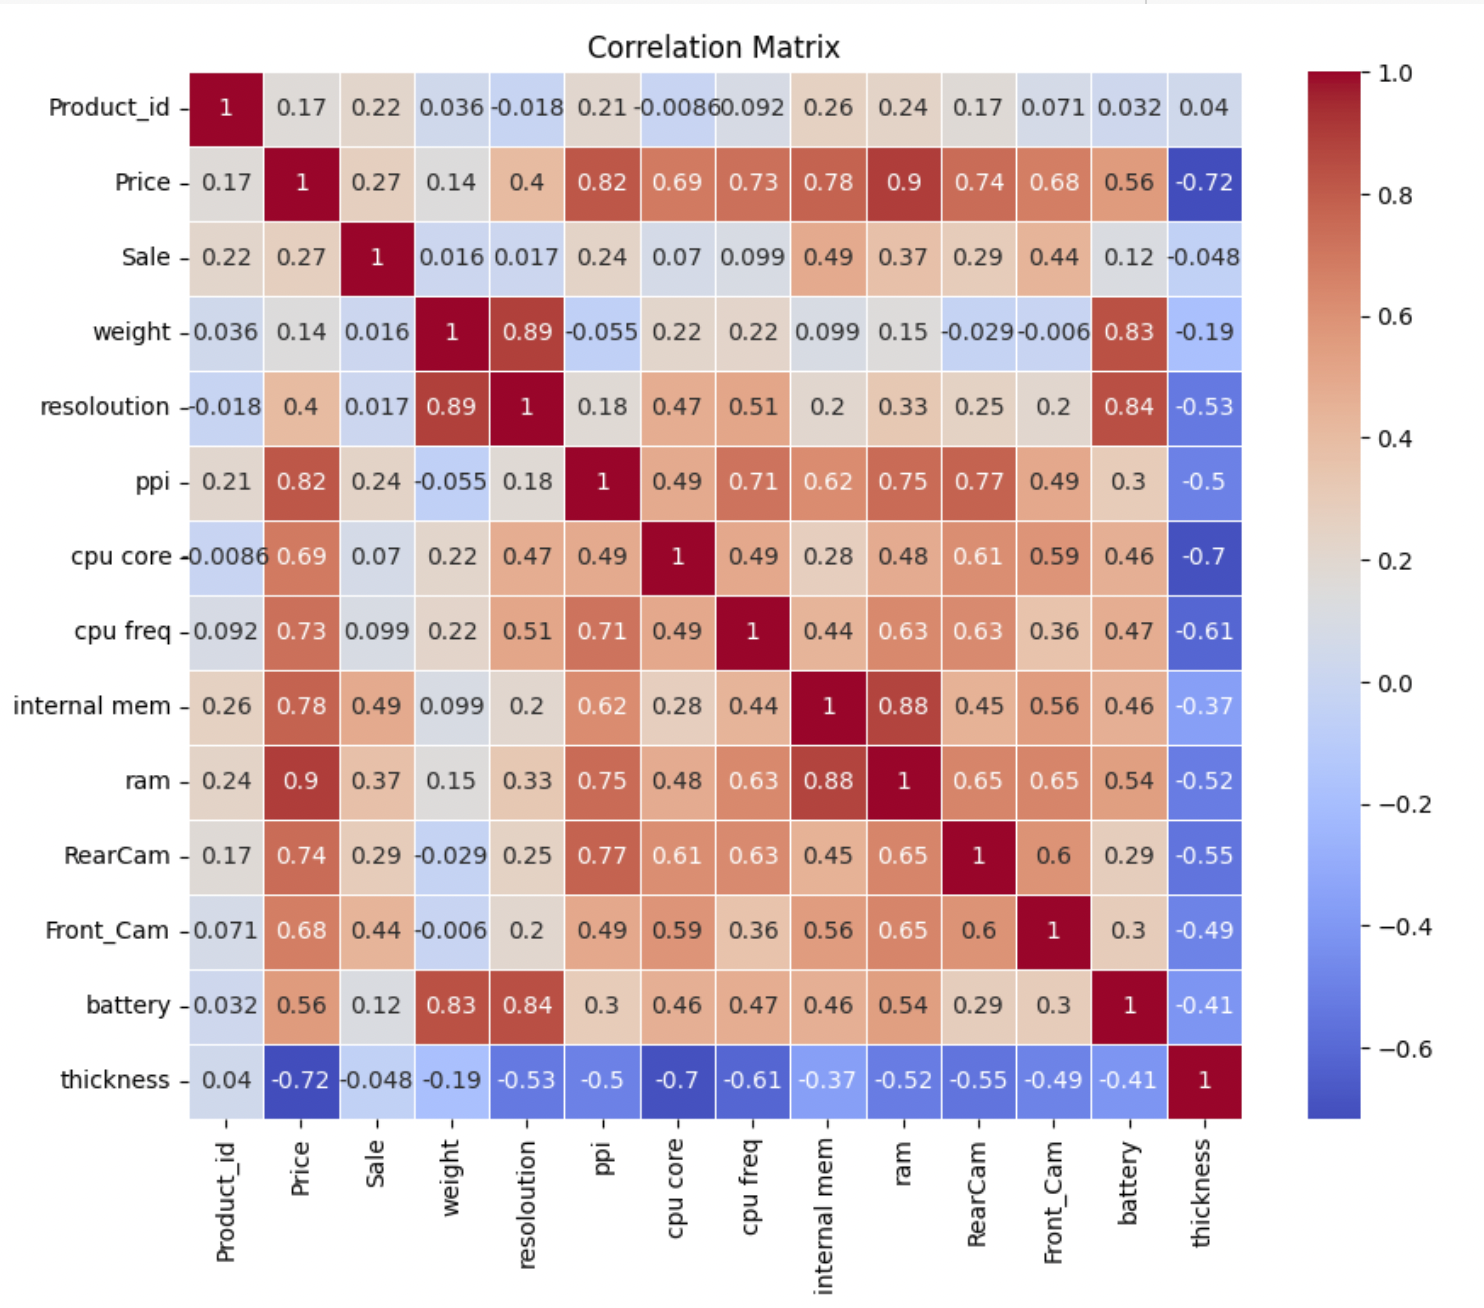 Correlation Matrix
Product_id 1 0.17 0.22 0.036 -0.018 0.21 -0.0086 0.092 0.26 0.24 0.17 0.071 0.032 0.04
Price 0.17 1 0.27 0.14 0.4 0.82 0.69 0.73 0.78 0.9 0.74 0.68 0.56 -0.72
Sale 0.22 0.27 1 0.016 0.017 0.24 0.07 0.099 0.49 0.37 0.29 0.44 0.12 -0.048
weight 0.036 0.14 0.016 1 0.89 -0.055 0.22 0.22 0.099 0.15 -0.029 -0.006 0.83 -0.19
resoloution -0.018 0.4 0.017 0.89 1 0.18 0.47 0.51 0.2 0.33 0.25 0.2 0.84 -0.53
ppi 0.21 0.82 0.24 -0.055 0.18 1 0.49 0.71 0.62 0.75 0.77 0.49 0.3 -0.5
cpu core -0.0086 0.69 0.07 0.22 0.47 0.49 1 0.49 0.28 0.48 0.61 0.59 0.46 -0.7
cpu freq 0.092 0.73 0.099 0.22 0.51 0.71 0.49 1 0.44 0.63 0.63 0.36 0.47 -0.61
internal mem 0.26 0.78 0.49 0.099 0.2 0.62 0.28 0.44 1 0.88 0.45 0.56 0.46 -0.37
ram 0.24 0.9 0.37 0.15 0.33 0.75 0.48 0.63 0.88 1 0.65 0.65 0.54 -0.52
RearCam 0.17 0.74 0.29 -0.029 0.25 0.77 0.61 0.63 0.45 0.65 1 0.6 0.29 -0.55
Front_Cam 0.071 0.68 0.44 -0.006 0.2 0.49 0.59 0.36 0.56 0.65 0.6 1 0.3 -0.49
battery 0.032 0.56 0.12 0.83 0.84 0.3 0.46 0.47 0.46 0.54 0.29 0.3 1 -0.41
thickness 0.04 -0.72 -0.048 -0.19 -0.53 -0.5 -0.7 -0.61 -0.37 -0.52 -0.55 -0.49 -0.41 1
Product_id Price Sale weight resoloution ppi cpu core cpu freq internal mem ram RearCam Front_Cam battery thickness
1.0
0.8
0.6
0.4
0.2
0.0
−0.2
−0.4
−0.6